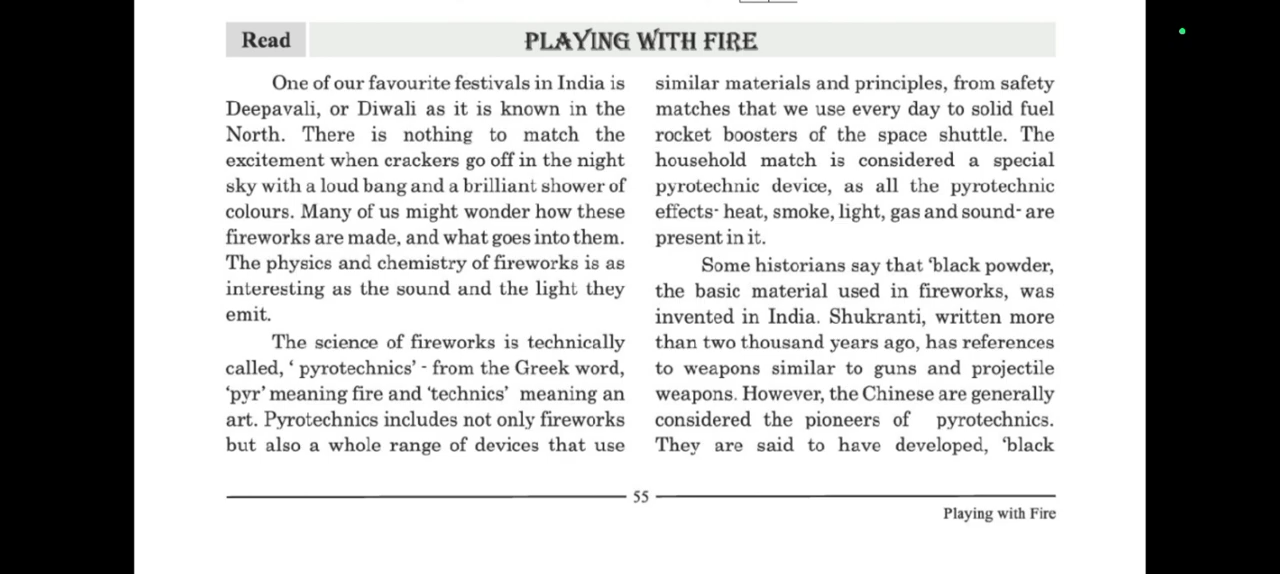 Read
PLAYING WITH FIRE
One of our favourite festivals in India is
Deepavali, or Diwali as it is known in the
North. There is nothing to match the
excitement when crackers go off in the night
sky with a loud bang and a brilliant shower of
colours. Many of us might wonder how these
fireworks are made, and what goes into them.
The physics and chemistry of fireworks is as
interesting as the sound and the light they
emit.
The science of fireworks is technically
called, ‘ pyrotechnics’ - from the Greek word,
‘pyr’ meaning fire and ‘technics’ meaning an
art. Pyrotechnics includes not only fireworks
but also a whole range of devices that use
similar materials and principles, from safety
matches that we use every day to solid fuel
rocket boosters of the space shuttle. The
household match is considered a special
pyrotechnic device, as all the pyrotechnic
effects- heat, smoke, light, gas and sound- are
present in it.
Some historians say that ‘black powder,
the basic material used in fireworks, was
invented in India. Shukranti, written more
than two thousand years ago, has references
to weapons similar to guns and projectile
weapons. However, the Chinese are generally
considered the pioneers of pyrotechnics.
They are said to have developed, ‘black
55
Playing with Fire